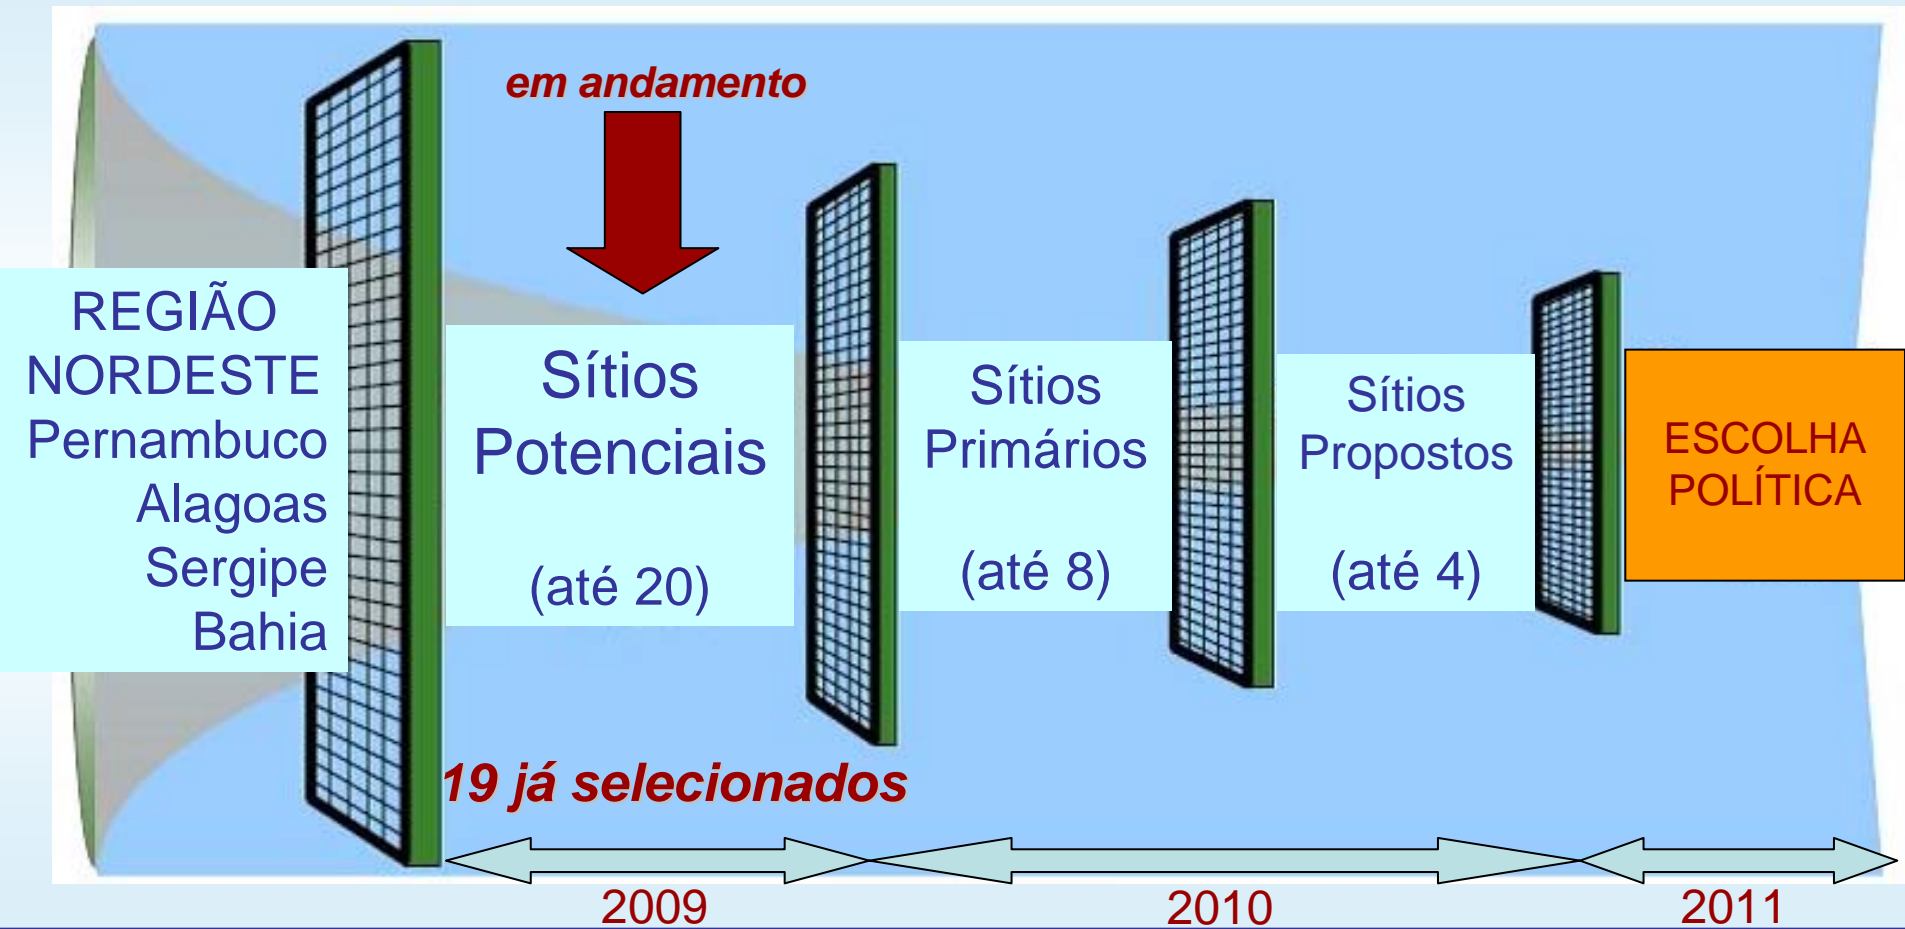 em andamento
REGIÃO
NORDESTE
Pernambuco
Alagoas
Sergipe
Bahia
Sítios
Potenciais
(até 20)
Sítios
Primários
(até 8)
Sítios
Propostos
(até 4)
ESCOLHA
POLÍTICA
19 já selecionados
2009
2010
2011